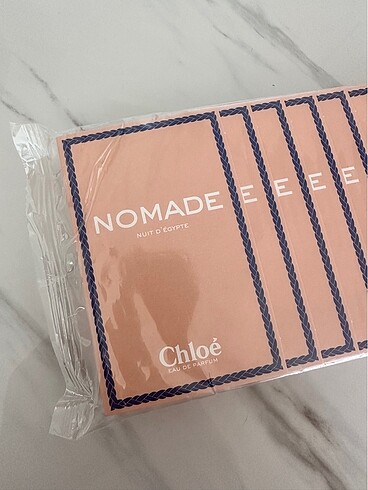 NOMADE
NUIT D'ÉGYPTE
Chloé
EAU DE PARFUM
E
E
E
E